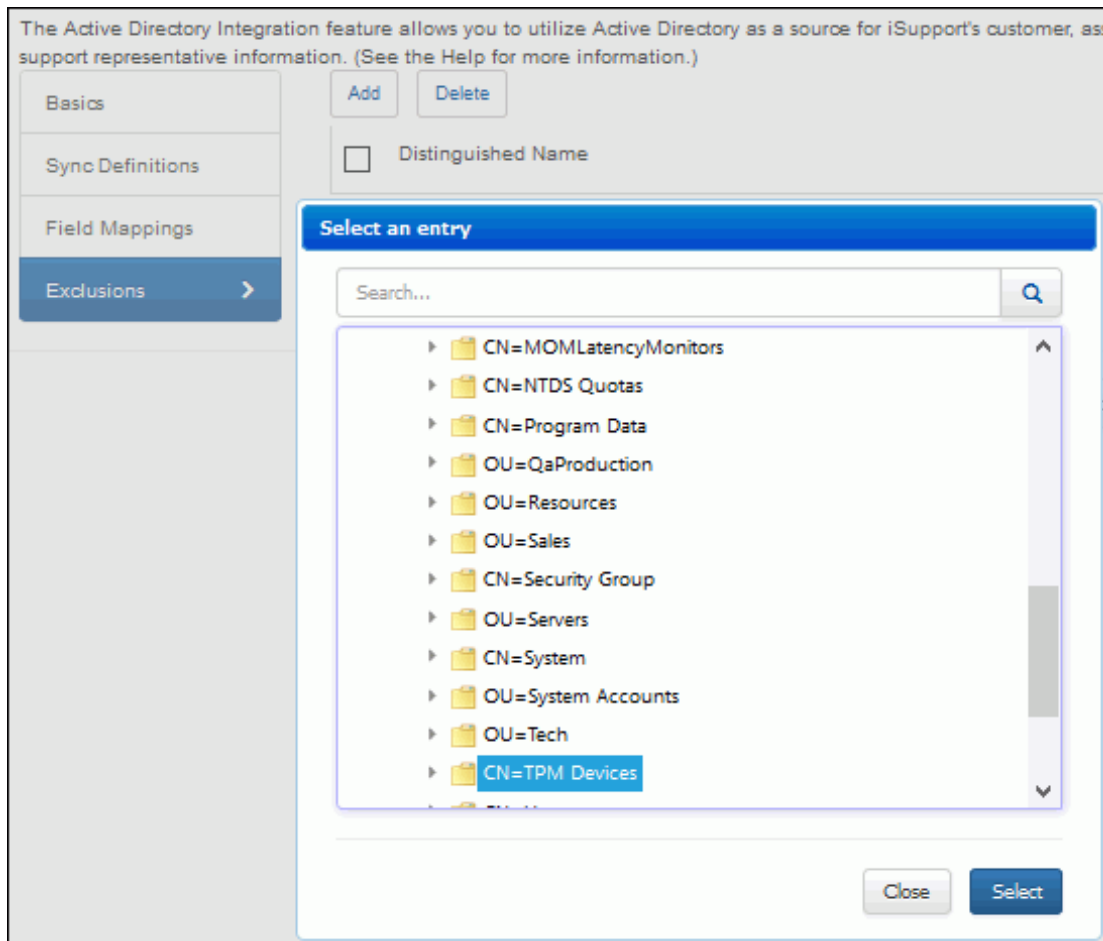 The Active Directory Integration feature allows you to utilize Active Directory as a source for iSupport's customer,
support representative information. (See the Help for more information.)
Basics
Add
Delete
Distinguished Name
Sync Definitions
Field Mappings
Exclusions
Select an entry
Search...
CN=MOMLatencyMonitors
CN=NTDS Quotas
CN=Program Data
OU=QaProduction
OU=Resources
OU=Sales
CN=Security Group
OU=Servers
CN=System
OU=System Accounts
OU=Tech
CN=TPM Devices
Close
Select